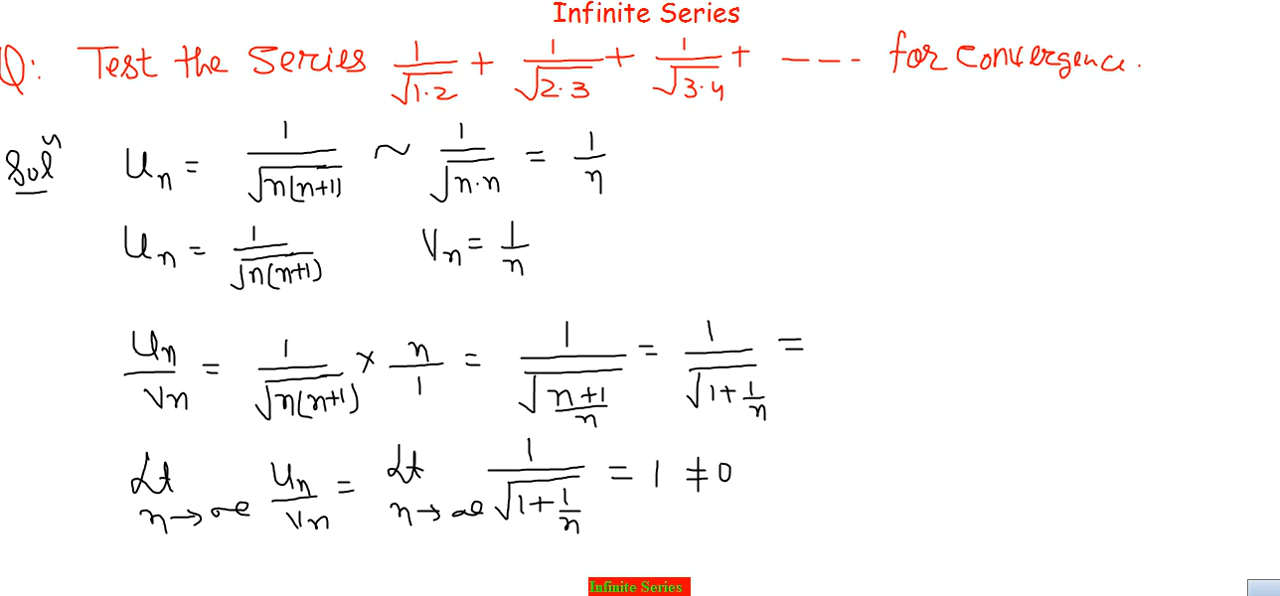 Infinite Series
Q: Test the Series 1/√1·2 + 1/√2·3 + 1/√3·4 + --- for convergence.
Solⁿ Un = 1/√n(n+1) ~ 1/√n·n = 1/n
Un = 1/√n(n+1) Vn = 1/n
Un/Vn = 1/√n(n+1) × n/1 = 1/√(n+1)/n = 1/√1+1/n =
Lt n→∞ Un/Vn = Lt n→∞ 1/√1+1/n = 1 ≠ 0
Infinite Series